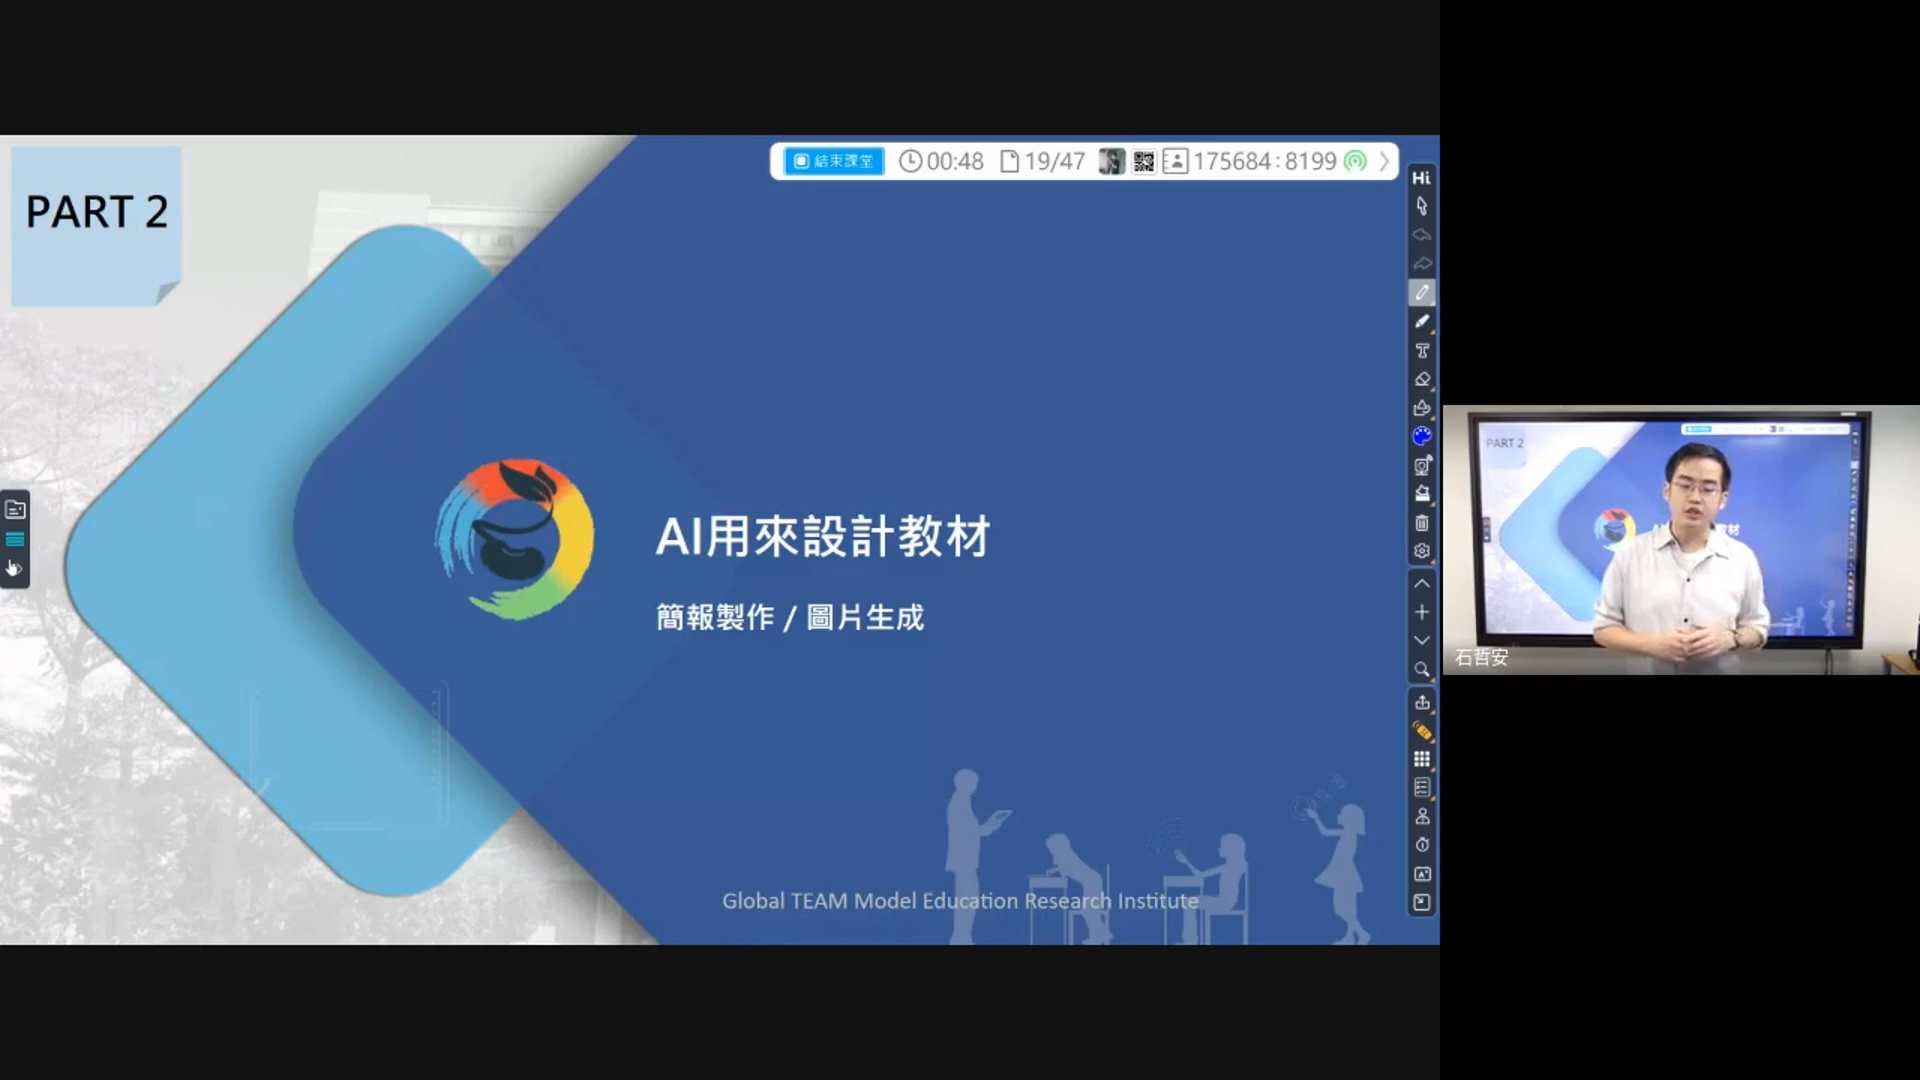 PART 2
結束課堂 00:48 19/47 175684:8199
Hi
AI用來設計教材
簡報製作 / 圖片生成
Global TEAM Model Education Research Institute
PART 2
石哲安